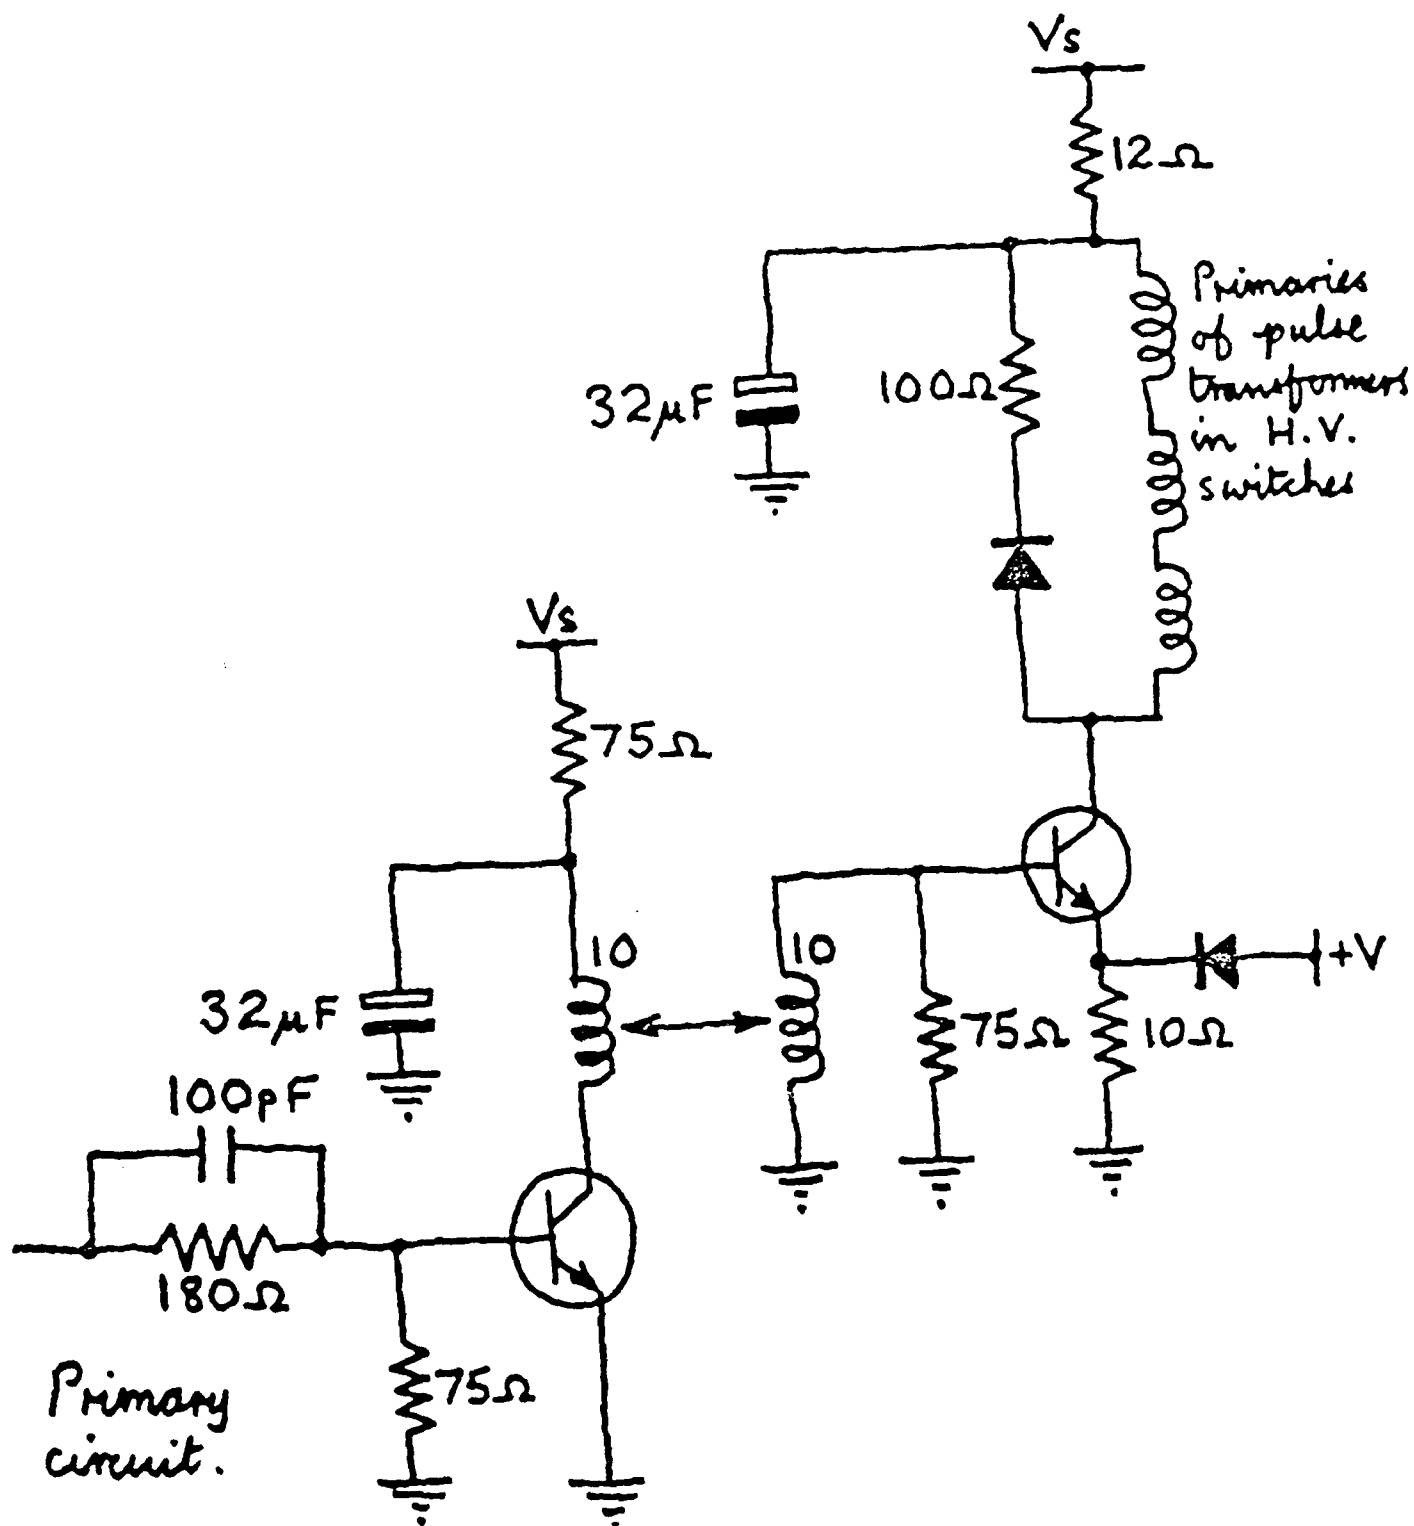 Vs
12Ω
Primaries
of pulse
transformers
in H.V.
switches
32μF
100Ω
Vs
75Ω
10
10
+V
32μF
75Ω
10Ω
100pF
180Ω
75Ω
Primary
circuit.